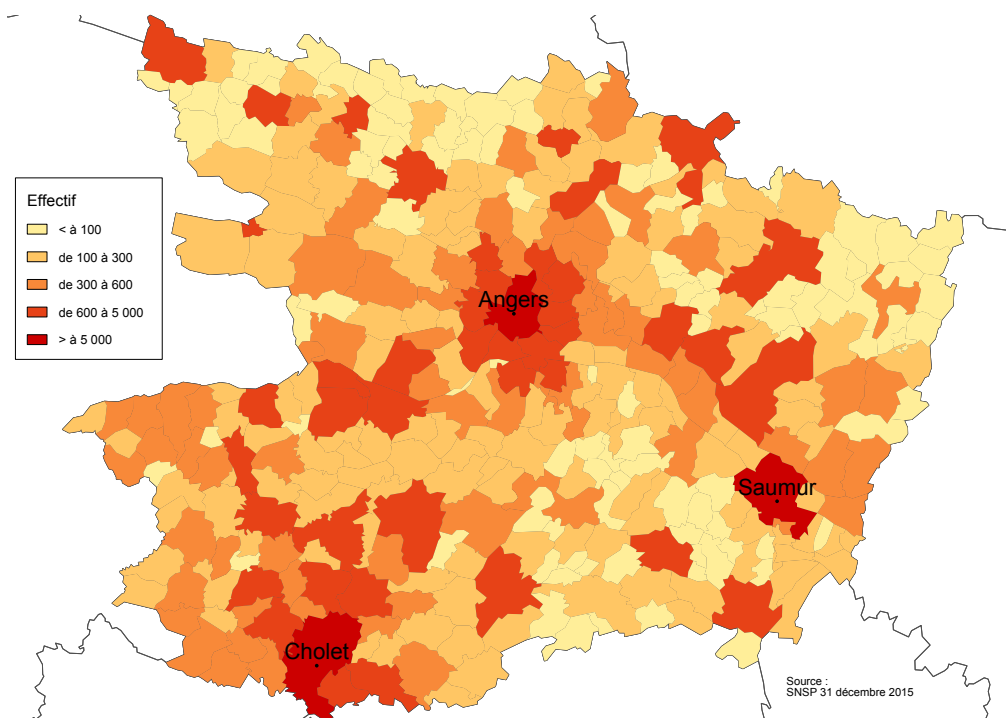 Effectif
< à 100
de 100 à 300
de 300 à 600
de 600 à 5 000
> à 5 000
Angers
Saumur
Cholet
Source :
SNSP 31 décembre 2015